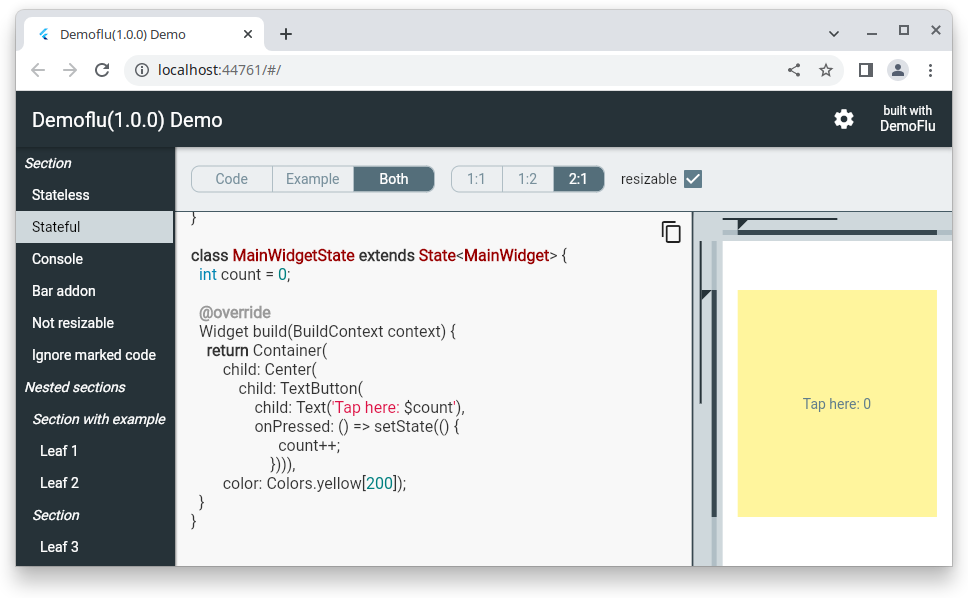 Demoflu(1.0.0) Demo
localhost:44761/#/
Demoflu(1.0.0) Demo
built with
DemoFlu
Section
Stateless
Stateful
Console
Bar addon
Not resizable
Ignore marked code
Nested sections
Section with example
Leaf 1
Leaf 2
Section
Leaf 3
Code Example Both 1:1 1:2 2:1 resizable
}
class MainWidgetState extends State<MainWidget> {
int count = 0;
@override
Widget build(BuildContext context) {
return Container(
child: Center(
child: TextButton(
child: Text('Tap here: $count'),
onPressed: () => setState(() {
count++;
}))),
color: Colors.yellow[200]);
}
}
Tap here: 0